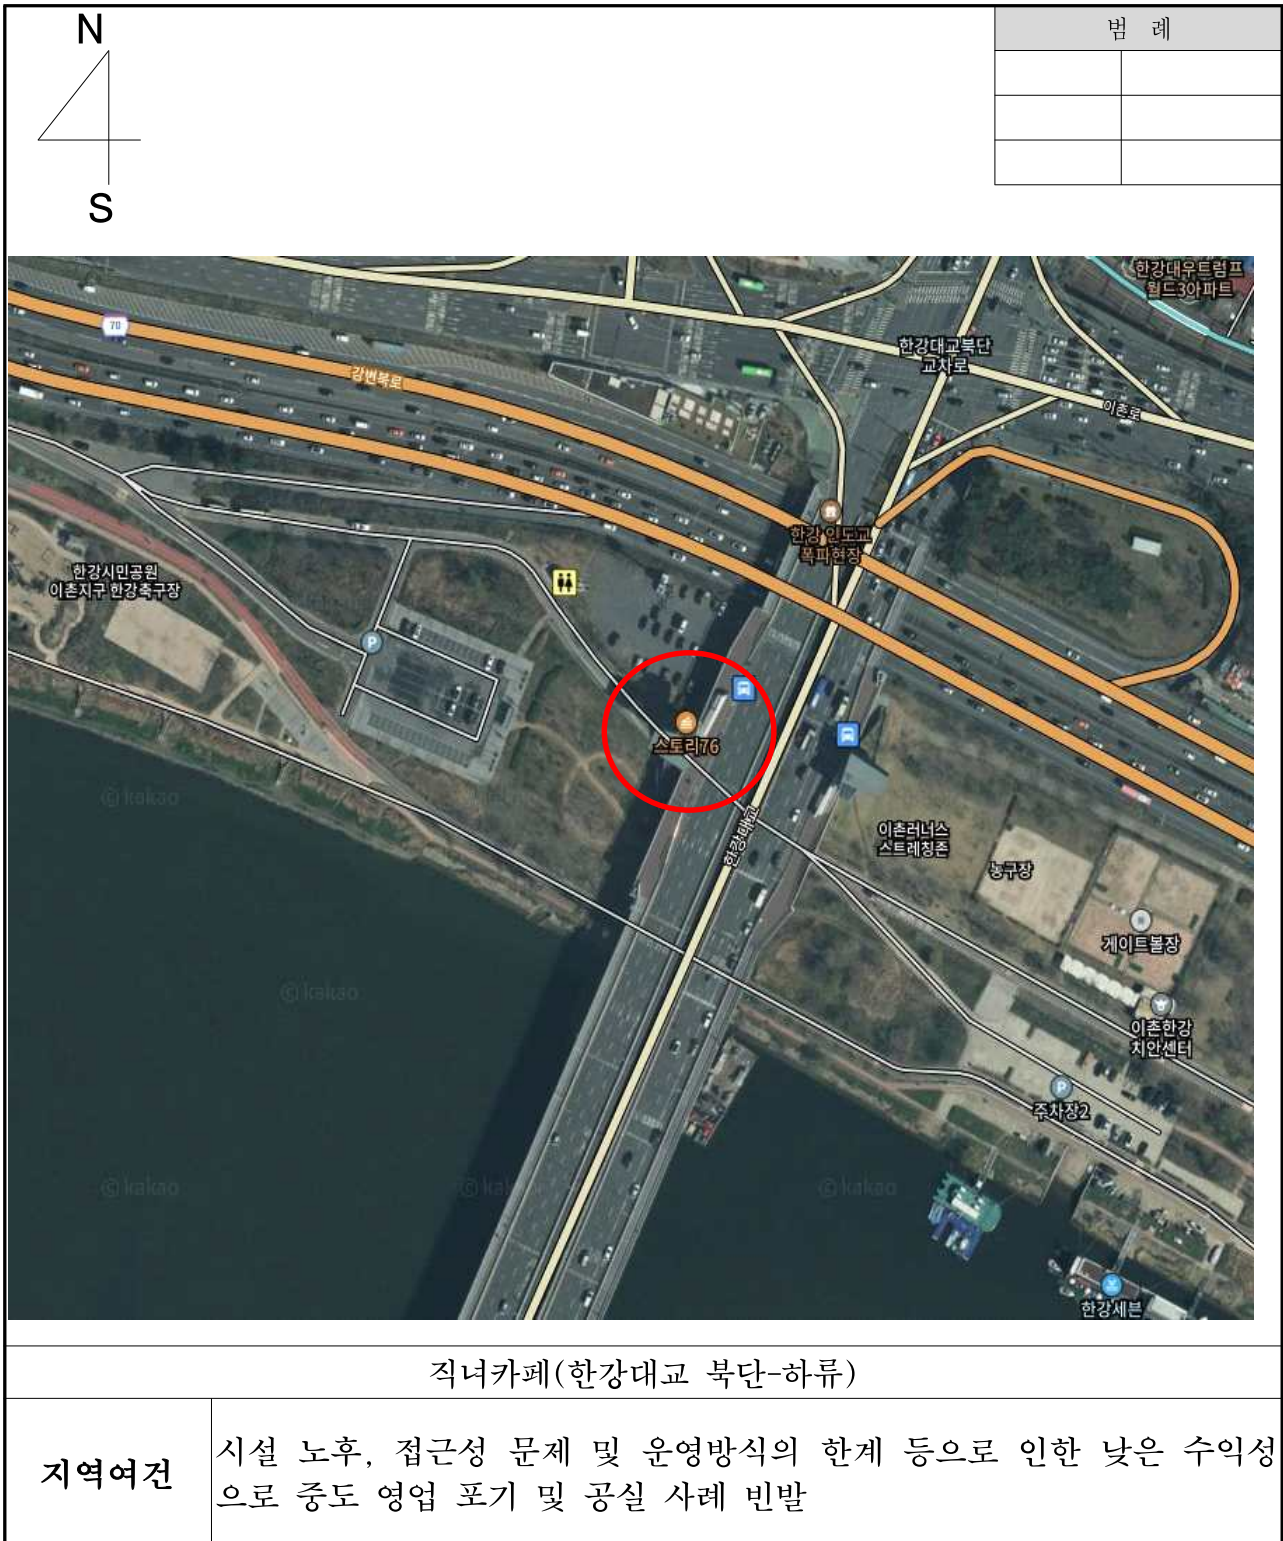 N
S
범 례
한강대우트럼프
월드3아파트
70
강변북로
한강대교북단
교차로
이촌로
한강 인도교
폭파현장
한강시민공원
이촌지구 한강축구장
P
스토리76
한강대교
이촌러너스
스트레칭존
농구장
게이트볼장
이촌한강
치안센터
P
주차장2
한강세븐
© kakao
© kakao
© kakao
© kakao
직녀카페(한강대교 북단-하류)
지역여건
시설 노후, 접근성 문제 및 운영방식의 한계 등으로 인한 낮은 수익성
으로 중도 영업 포기 및 공실 사례 빈발